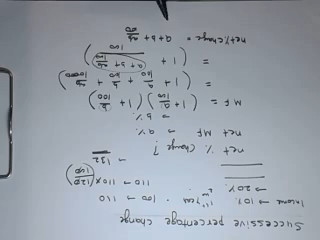 Successive percentage change
Income → 10% 1st year : 100 → 110
→ 20% 110 → 110 × (120/100)
→ 132
net % change ?
net MF → a%
→ b%
MF = (1 + a/100)(1 + b/100)
= (1 + a/100 + b/100 + ab/10000)
= (1 + (a + b + ab/100)/100)
net % change = a + b + ab/100